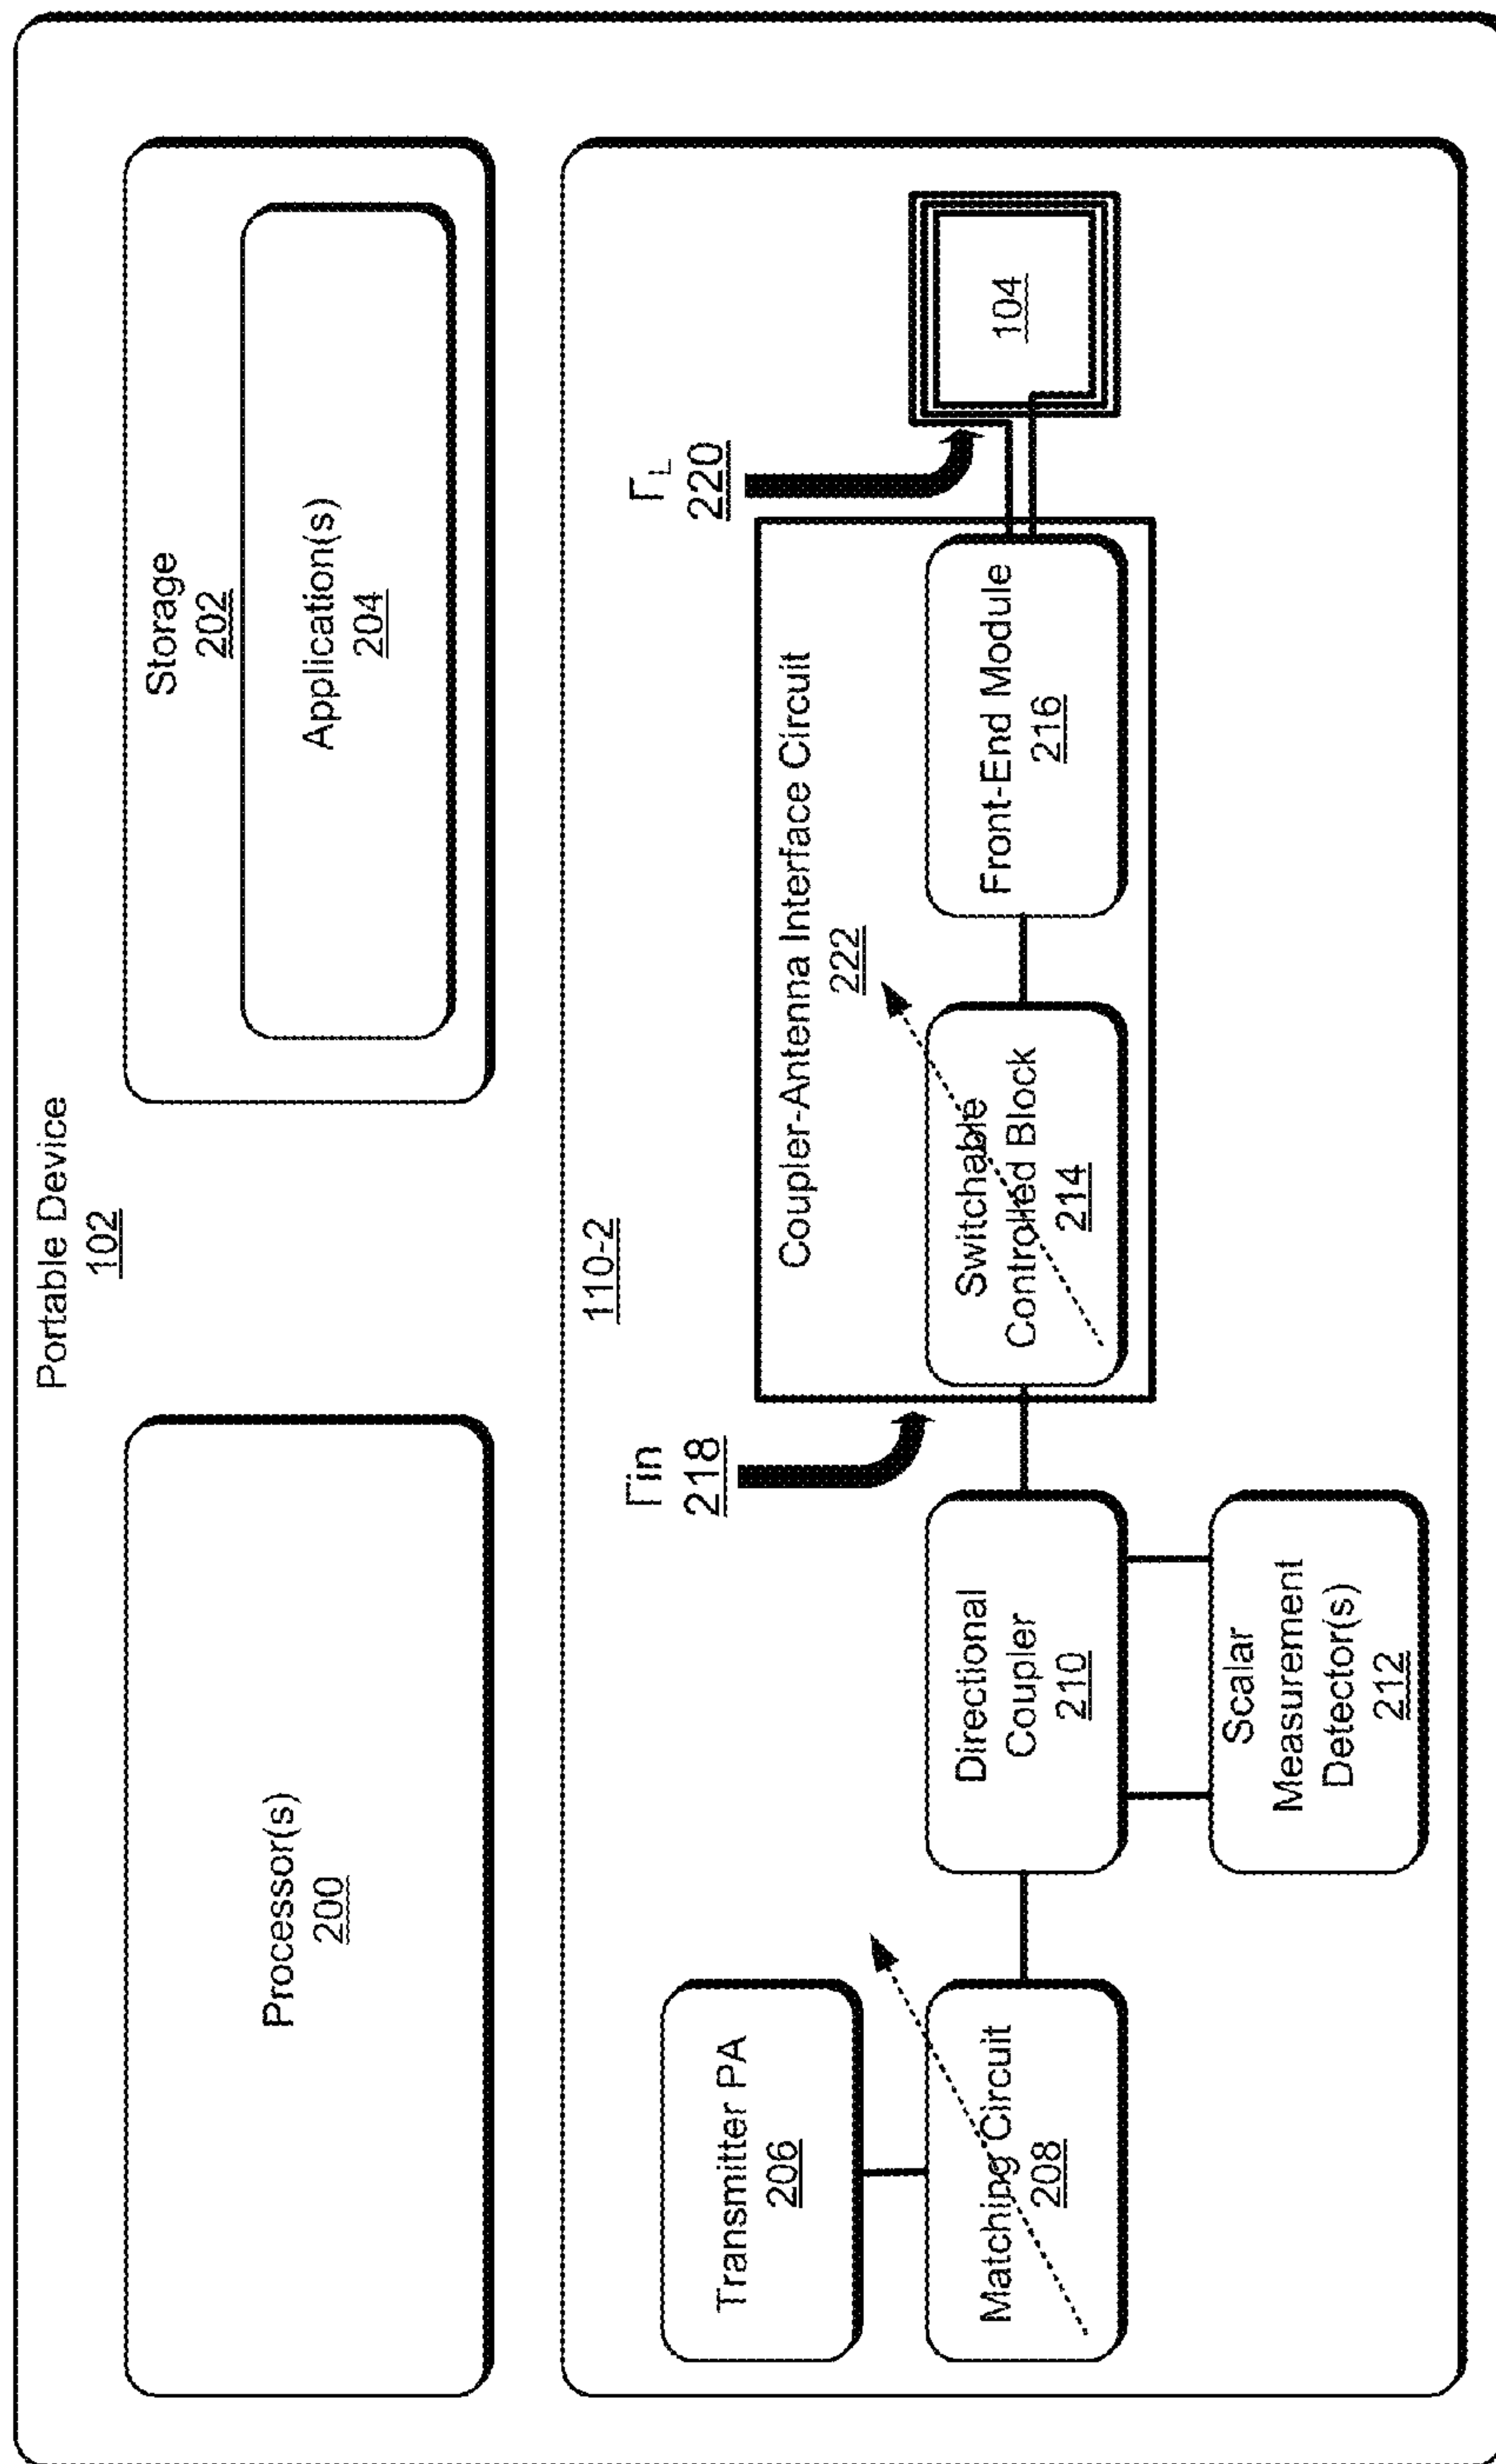 Portable Device
102
Processor(s)
200
Storage
202
Application(s)
204
110-2
Transmitter PA
206
Matching Circuit
208
Directional
Coupler
210
Scalar
Measurement
Detector(s)
212
Γin
218
Coupler-Antenna Interface Circuit
222
Switchable
Controlled Block
214
Front-End Module
216
ΓL
220
104